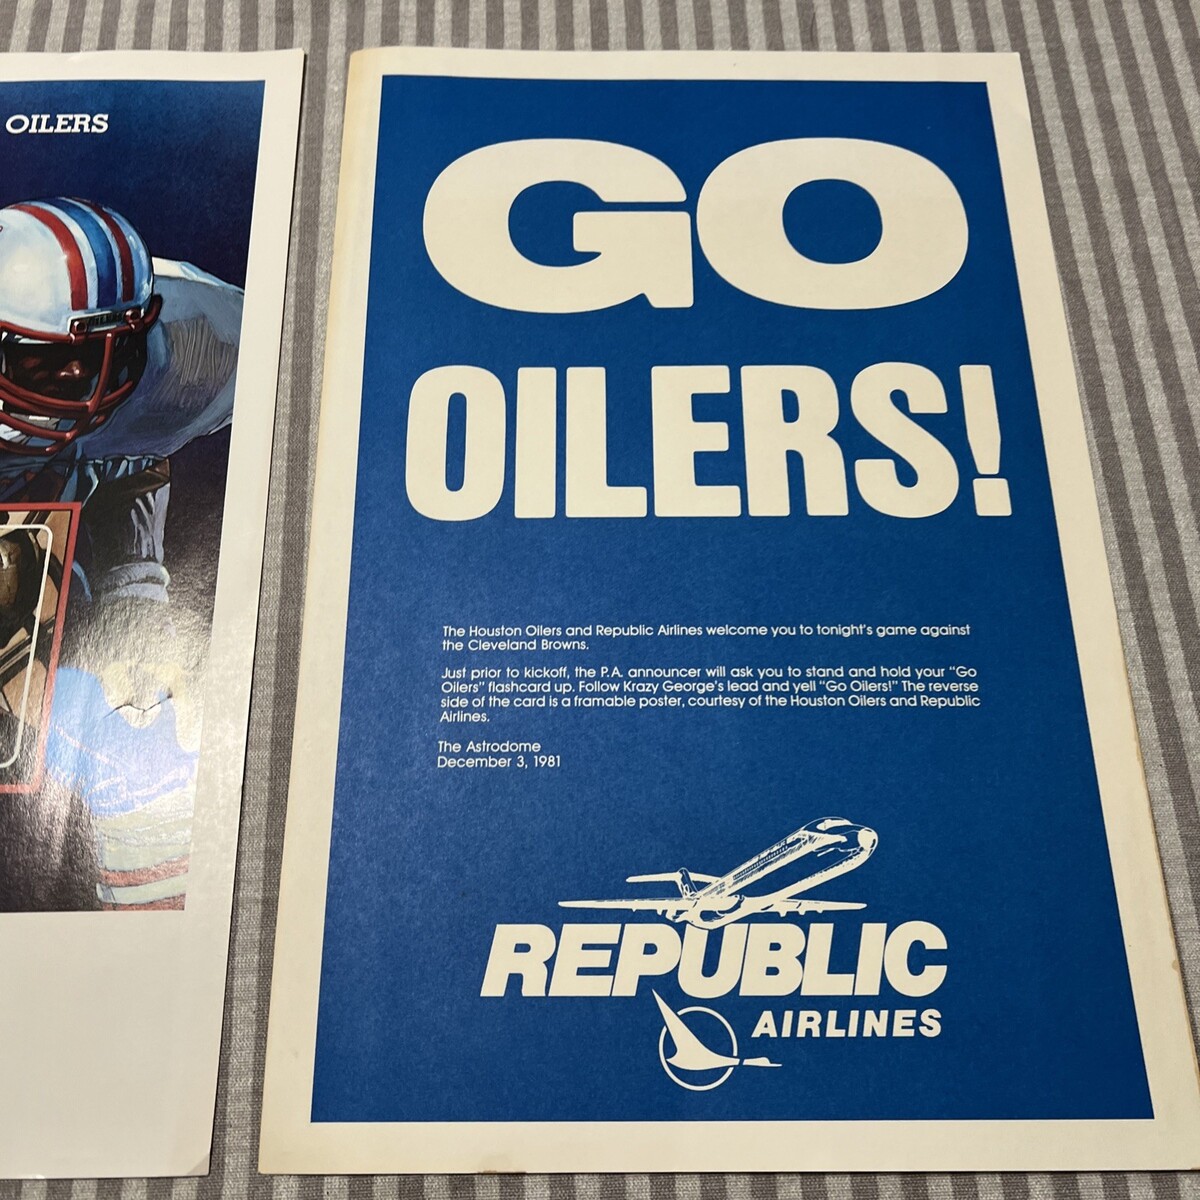 OILERS
GO
OILERS!
The Houston Oilers and Republic Airlines welcome you to tonight's game against
the Cleveland Browns.
Just prior to kickoff, the P.A. announcer will ask you to stand and hold your "Go
Oilers" flashcard up. Follow Krazy George's lead and yell "Go Oilers!" The reverse
side of the card is a framable poster, courtesy of the Houston Oilers and Republic
Airlines.
The Astrodome
December 3, 1981
REPUBLIC
AIRLINES